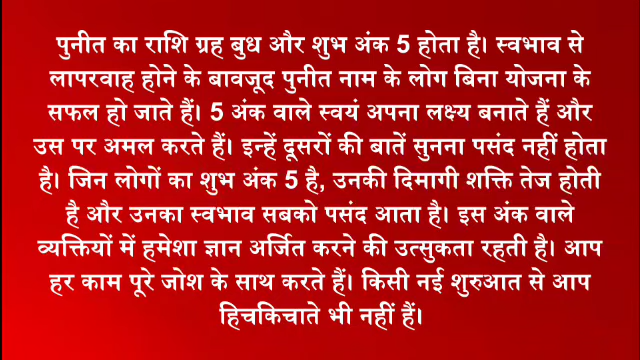 पुनीत का राशि ग्रह बुध और शुभ अंक 5 होता है। स्वभाव से
लापरवाह होने के बावजूद पुनीत नाम के लोग बिना योजना के
सफल हो जाते हैं। 5 अंक वाले स्वयं अपना लक्ष्य बनाते हैं और
उस पर अमल करते हैं। इन्हें दूसरों की बातें सुनना पसंद नहीं होता
है। जिन लोगों का शुभ अंक 5 है, उनकी दिमागी शक्ति तेज होती
है और उनका स्वभाव सबको पसंद आता है। इस अंक वाले
व्यक्तियों में हमेशा ज्ञान अर्जित करने की उत्सुकता रहती है। आप
हर काम पूरे जोश के साथ करते हैं। किसी नई शुरुआत से आप
हिचकिचाते भी नहीं हैं।